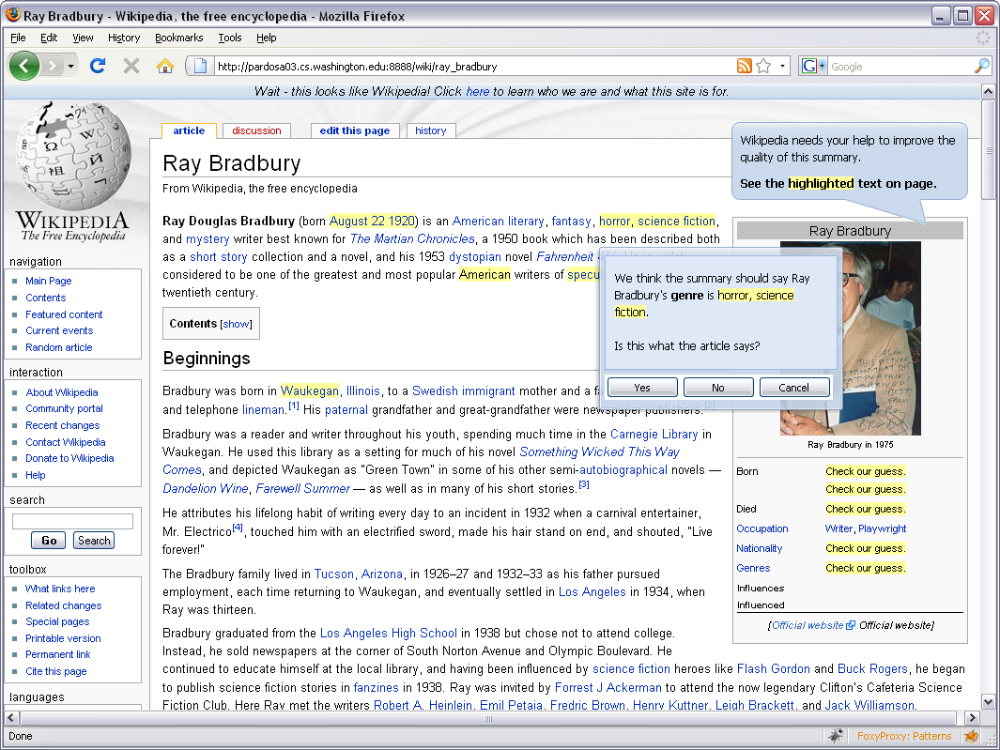 Ray Bradbury - Wikipedia, the free encyclopedia - Mozilla Firefox
File Edit View History Bookmarks Tools Help
http://pardosa03.cs.washington.edu:8888/wiki/ray_bradbury
Google
Wait - this looks like Wikipedia! Click here to learn who we are and what this site is for.
WIKIPEDIA
The Free Encyclopedia
navigation
Main Page
Contents
Featured content
Current events
Random article
interaction
About Wikipedia
Community portal
Recent changes
Contact Wikipedia
Donate to Wikipedia
Help
search
Go Search
toolbox
What links here
Related changes
Special pages
Printable version
Permanent link
Cite this page
languages
article discussion edit this page history
Ray Bradbury
From Wikipedia, the free encyclopedia
Ray Douglas Bradbury (born August 22 1920) is an American literary, fantasy, horror, science fiction,
and mystery writer best known for The Martian Chronicles, a 1950 book which has been described both
as a short story collection and a novel, and his 1953 dystopian novel Fahrenheit
considered to be one of the greatest and most popular American writers of specu
twentieth century.
Contents [show]
Beginnings
Bradbury was born in Waukegan, Illinois, to a Swedish immigrant mother and a
and telephone lineman.[1] His paternal grandfather and great-grandfather were newspaper publishers.[2]
Bradbury was a reader and writer throughout his youth, spending much time in the Carnegie Library in
Waukegan. He used this library as a setting for much of his novel Something Wicked This Way
Comes, and depicted Waukegan as "Green Town" in some of his other semi-autobiographical novels —
Dandelion Wine, Farewell Summer — as well as in many of his short stories.[3]
He attributes his lifelong habit of writing every day to an incident in 1932 when a carnival entertainer,
Mr. Electrico[4], touched him with an electrified sword, made his hair stand on end, and shouted, "Live
forever!"
The Bradbury family lived in Tucson, Arizona, in 1926–27 and 1932–33 as his father pursued
employment, each time returning to Waukegan, and eventually settled in Los Angeles in 1934, when
Ray was thirteen.
Bradbury graduated from the Los Angeles High School in 1938 but chose not to attend college.
Instead, he sold newspapers at the corner of South Norton Avenue and Olympic Boulevard. He
continued to educate himself at the local library, and having been influenced by science fiction heroes like Flash Gordon and Buck Rogers, he began
to publish science fiction stories in fanzines in 1938. Ray was invited by Forrest J Ackerman to attend the now legendary Clifton's Cafeteria Science
Fiction Club. Here Ray met the writers Robert A. Heinlein, Emil Petaja, Fredric Brown, Henry Kuttner, Leigh Brackett, and Jack Williamson.
We think the summary should say Ray
Bradbury's genre is horror, science
fiction.
Is this what the article says?
Yes No Cancel
Wikipedia needs your help to improve the
quality of this summary.
See the highlighted text on page.
Ray Bradbury
Ray Bradbury in 1975
Born Check our guess.
Check our guess.
Died Check our guess.
Occupation Writer, Playwright
Nationality Check our guess.
Genres Check our guess.
Influences
Influenced
[Official website Official website]
Done
FoxyProxy: Patterns